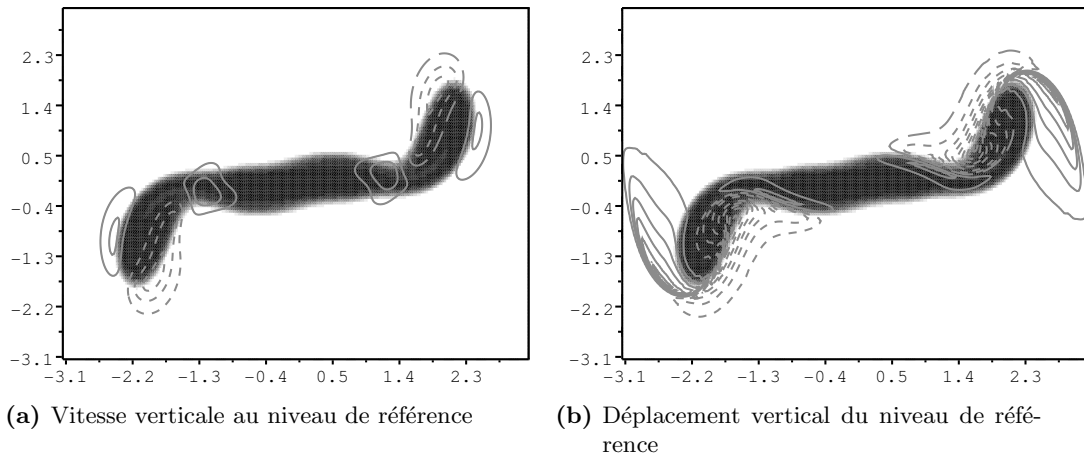 2.3
1.4
0.5
-0.4
-1.3
-2.2
-3.1
-3.1 -2.2 -1.3 -0.4 0.5 1.4 2.3
(a) Vitesse verticale au niveau de référence
2.3
1.4
0.5
-0.4
-1.3
-2.2
-3.1
-3.1 -2.2 -1.3 -0.4 0.5 1.4 2.3
(b) Déplacement vertical du niveau de réfé-
rence